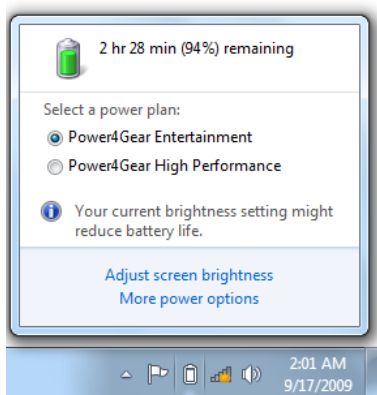 2 hr 28 min (94%) remaining
Select a power plan:
Power4Gear Entertainment
Power4Gear High Performance
Your current brightness setting might
reduce battery life.
Adjust screen brightness
More power options
2:01 AM
9/17/2009